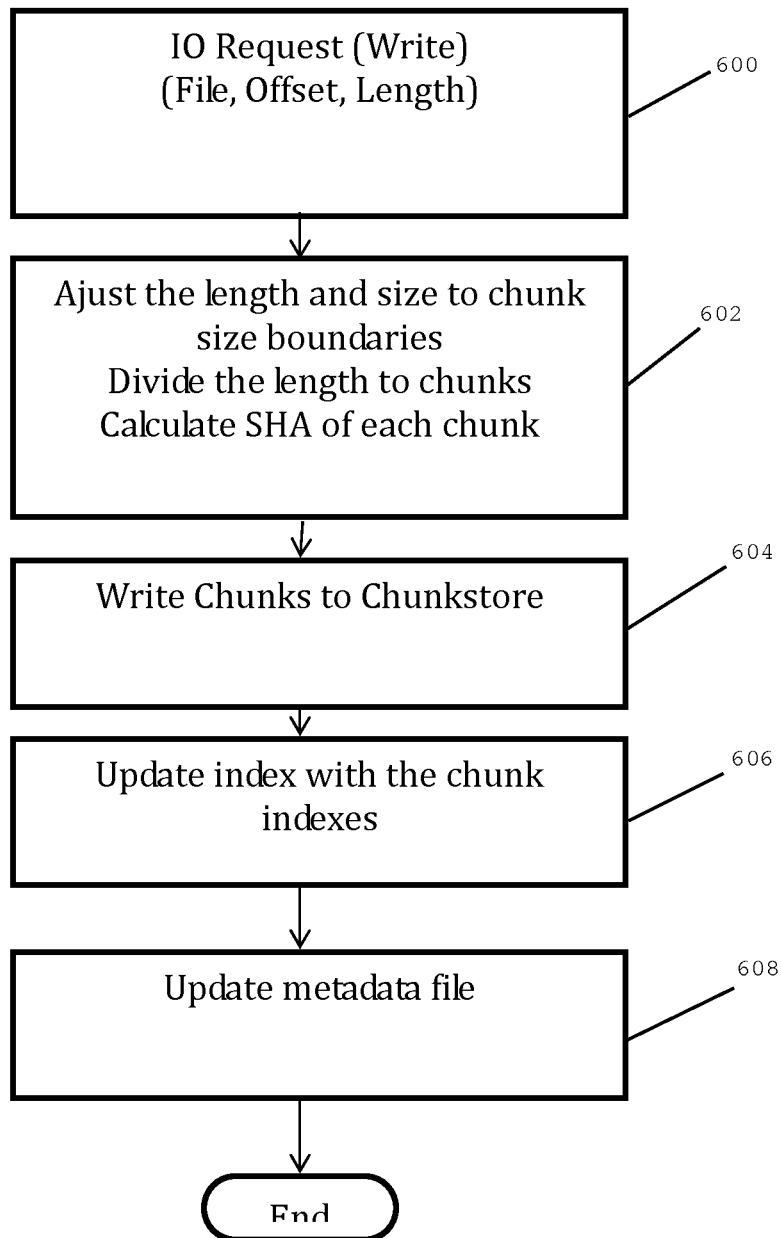 IO Request (Write)
(File, Offset, Length)
600
Ajust the length and size to chunk
size boundaries
Divide the length to chunks
Calculate SHA of each chunk
602
Write Chunks to Chunkstore
604
Update index with the chunk
indexes
606
Update metadata file
608
End